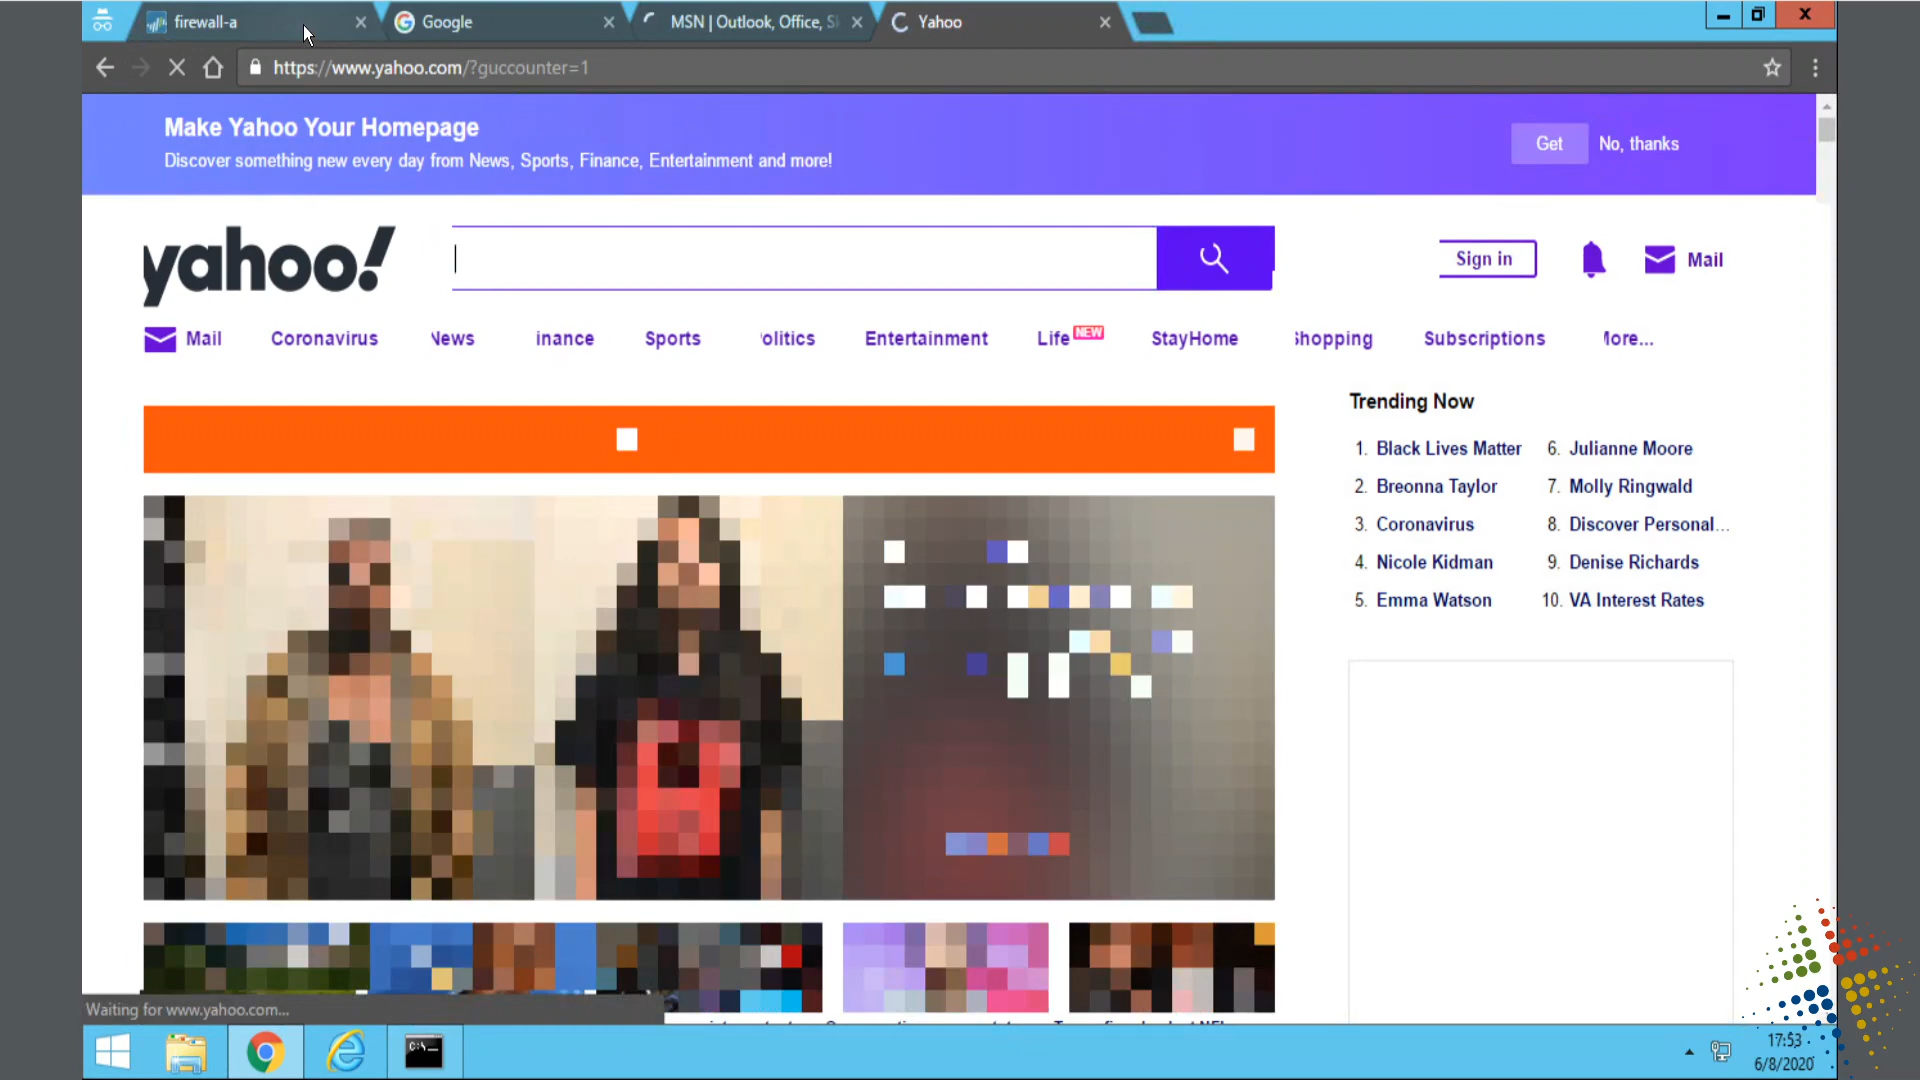 firewall-a
Google
MSN | Outlook, Office, S
Yahoo
https://www.yahoo.com/?guccounter=1
Make Yahoo Your Homepage
Discover something new every day from News, Sports, Finance, Entertainment and more!
Get
No, thanks
yahoo!
Sign in
Mail
Mail
Coronavirus
News
inance
Sports
olitics
Entertainment
Life NEW
StayHome
Shopping
Subscriptions
More...
Trending Now
1. Black Lives Matter
2. Breonna Taylor
3. Coronavirus
4. Nicole Kidman
5. Emma Watson
6. Julianne Moore
7. Molly Ringwald
8. Discover Personal...
9. Denise Richards
10. VA Interest Rates
Waiting for www.yahoo.com...
C:\_
17:53
6/8/2020